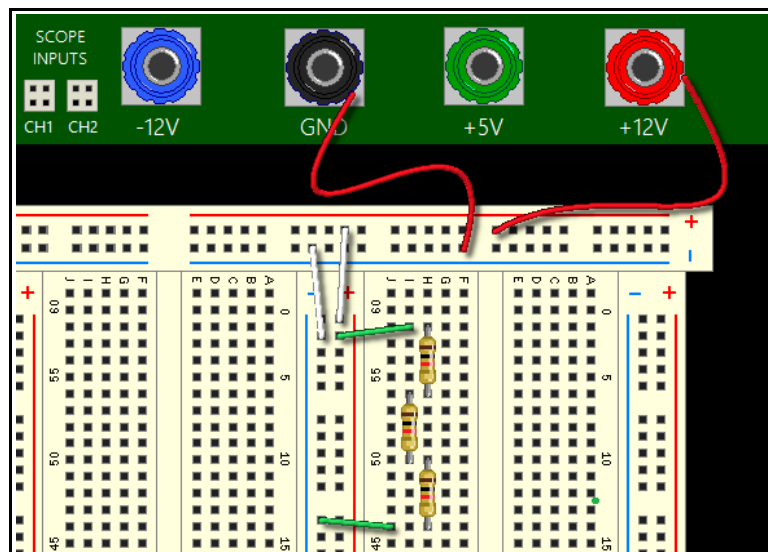 SCOPE
INPUTS
CH1 CH2 -12V GND +5V +12V
+
-
J I H G F E D C B A J I H G F E D C B A
+ - + - +
60 0 60 0
55 5 55 5
50 10 50 10
45 15 45 15